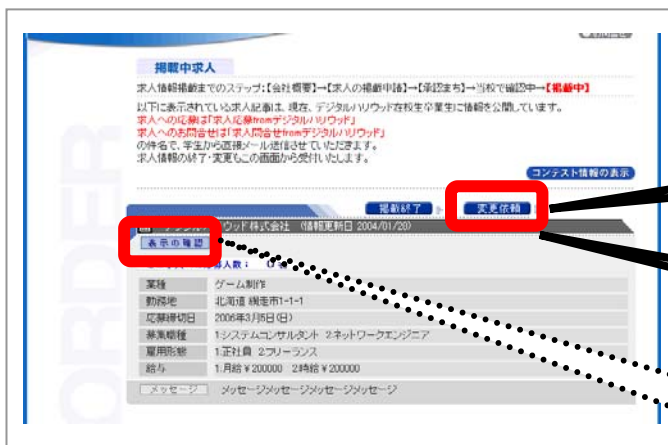 掲載中求人
求人情報掲載までのステップ:【会社概要】→【求人の掲載申請】→【承認まち】→当校で確認中→【掲載中】
以下に表示されている求人記事は、現在、デジタルハリウッド在校生卒業生に情報を公開しています。
求人への応募は「求人応募fromデジタルハリウッド」
求人へのお問合せは「求人問合せfromデジタルハリウッド」
の件名で、学生から直接メール送信させていただきます。
求人情報の終了・変更もこの画面から受付いたします。
コンテスト情報の表示
掲載終了 変更依頼
ウッド株式会社 (情報更新日 2004/01/20)
表示の確認
募人数: 0名
業種 ゲーム制作
勤務地 北海道 網走市1-1-1
応募締切日 2006年3月5日(日)
募集職種 1:システムコンサルタント 2:ネットワークエンジニア
雇用形態 1:正社員 2:フリーランス
給与 1:月給 ¥200000 2:時給 ¥200000
メッセージ メッセージメッセージメッセージメッセージ
ORDER